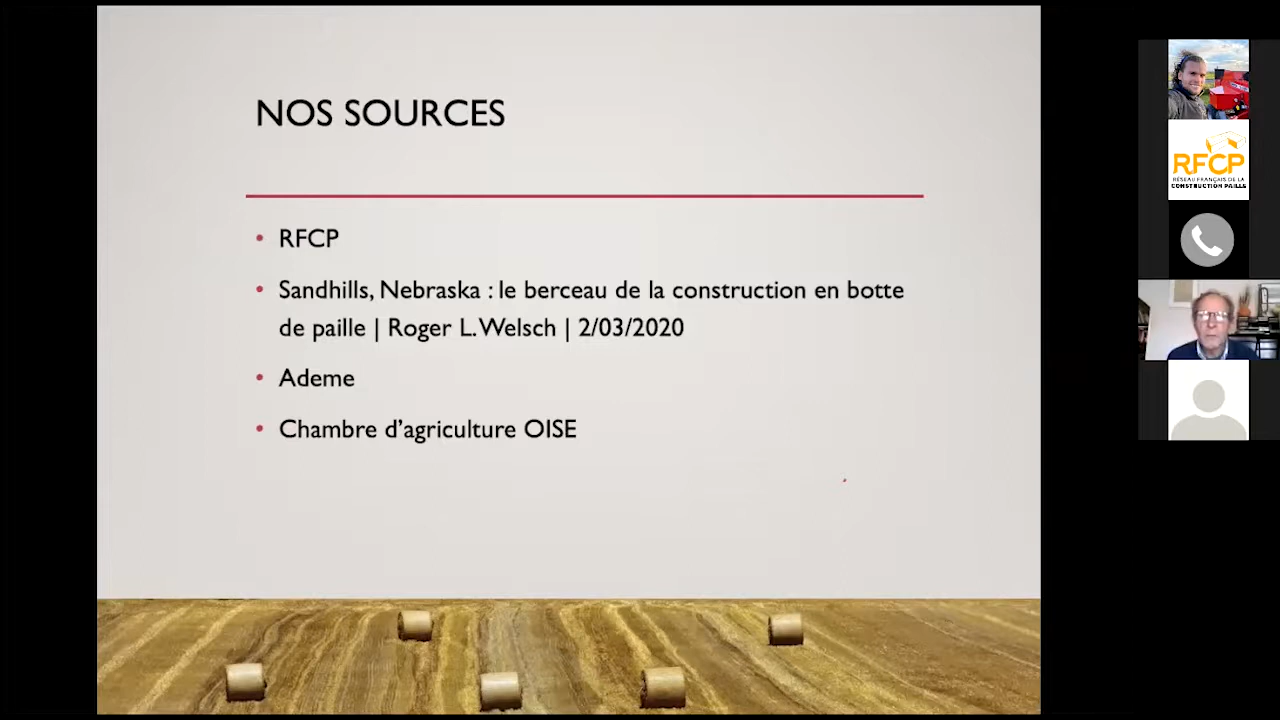 NOS SOURCES
• RFCP
• Sandhills, Nebraska : le berceau de la construction en botte
de paille | Roger L. Welsch | 2/03/2020
• Ademe
• Chambre d’agriculture OISE
RFCP
RÉSEAU FRANÇAIS DE LA
CONSTRUCTION PAILLE